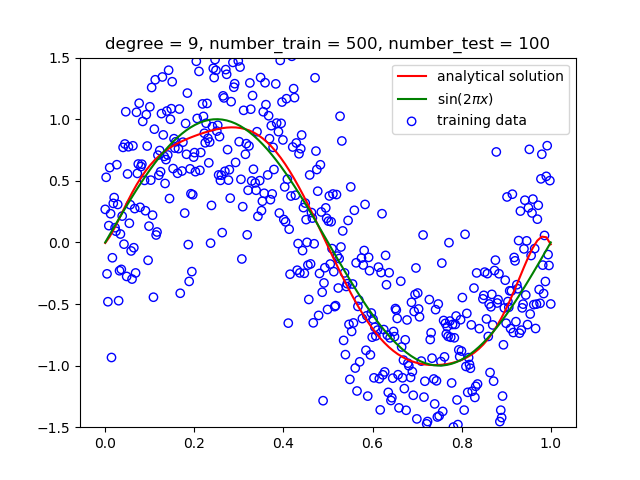 degree = 9, number_train = 500, number_test = 100
analytical solution
sin(2πx)
training data
1.5
1.0
0.5
0.0
−0.5
−1.0
−1.5
0.0 0.2 0.4 0.6 0.8 1.0